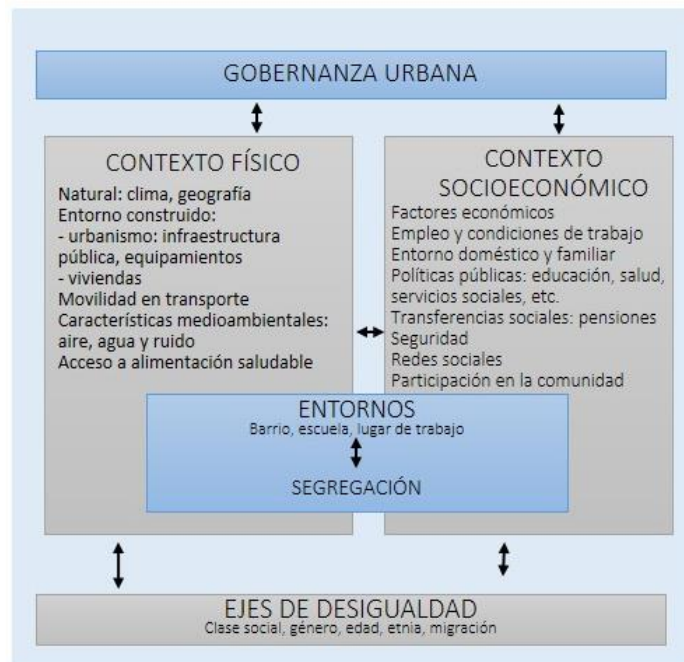 GOBERNANZA URBANA
CONTEXTO FÍSICO
Natural: clima, geografía
Entorno construido:
- urbanismo: infraestructura
pública, equipamientos
- viviendas
Movilidad en transporte
Características medioambientales:
aire, agua y ruido
Acceso a alimentación saludable
CONTEXTO
SOCIOECONÓMICO
Factores económicos
Empleo y condiciones de trabajo
Entorno doméstico y familiar
Políticas públicas: educación, salud,
servicios sociales, etc.
Transferencias sociales: pensiones
Seguridad
Redes sociales
Participación en la comunidad
ENTORNOS
Barrio, escuela, lugar de trabajo
SEGREGACIÓN
EJES DE DESIGUALDAD
Clase social, género, edad, etnia, migración